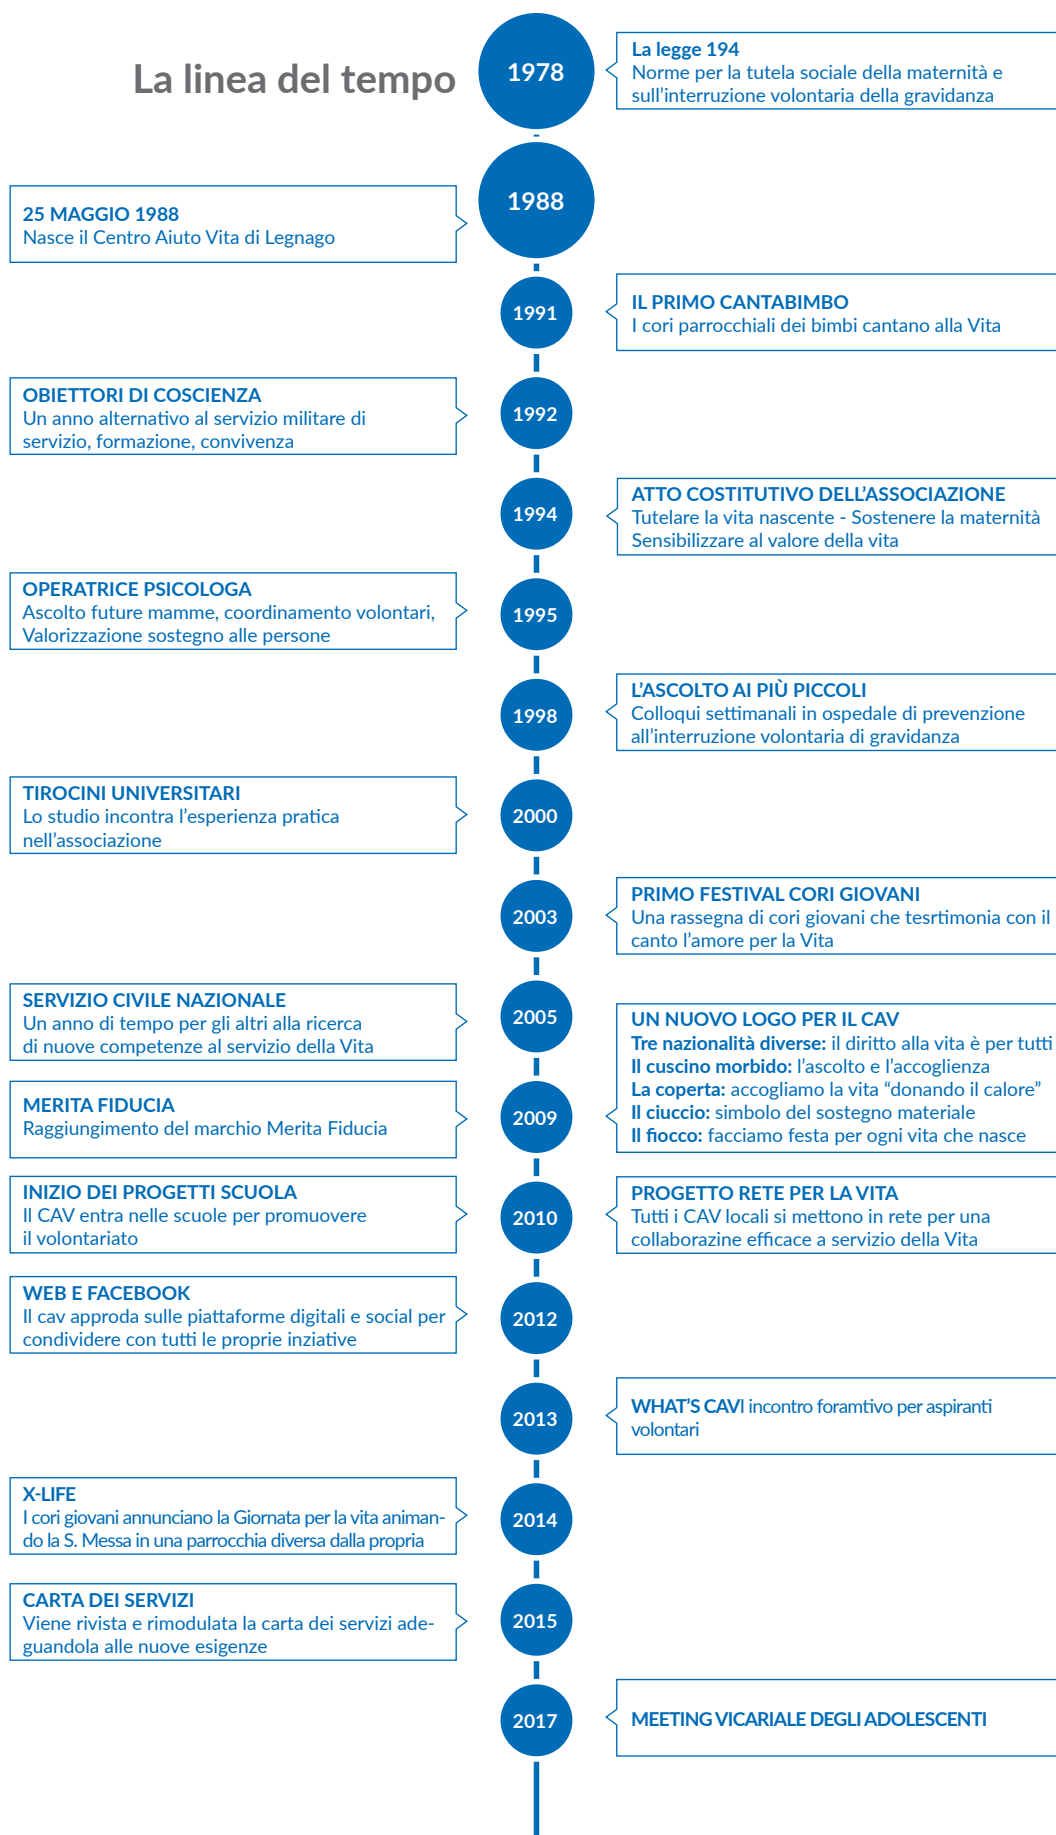 La linea del tempo
1978
La legge 194
Norme per la tutela sociale della maternità e
sull'interruzione volontaria della gravidanza
1988
25 MAGGIO 1988
Nasce il Centro Aiuto Vita di Legnago
1991
IL PRIMO CANTABIMBO
I cori parrocchiali dei bimbi cantano alla Vita
OBIETTORI DI COSCIENZA
Un anno alternativo al servizio militare di
servizio, formazione, convivenza
1992
1994
ATTO COSTITUTIVO DELL'ASSOCIAZIONE
Tutelare la vita nascente - Sostenere la maternità
Sensibilizzare al valore della vita
OPERATRICE PSICOLOGA
Ascolto future mamme, coordinamento volontari,
Valorizzazione sostegno alle persone
1995
1998
L'ASCOLTO AI PIÙ PICCOLI
Colloqui settimanali in ospedale di prevenzione
all'interruzione volontaria di gravidanza
TIROCINI UNIVERSITARI
Lo studio incontra l'esperienza pratica
nell'associazione
2000
2003
PRIMO FESTIVAL CORI GIOVANI
Una rassegna di cori giovani che tesrtimonia con il
canto l'amore per la Vita
SERVIZIO CIVILE NAZIONALE
Un anno di tempo per gli altri alla ricerca
di nuove competenze al servizio della Vita
2005
UN NUOVO LOGO PER IL CAV
Tre nazionalità diverse: il diritto alla vita è per tutti
Il cuscino morbido: l'ascolto e l'accoglienza
La coperta: accogliamo la vita "donando il calore"
Il ciuccio: simbolo del sostegno materiale
Il fiocco: facciamo festa per ogni vita che nasce
MERITA FIDUCIA
Raggiungimento del marchio Merita Fiducia
2009
INIZIO DEI PROGETTI SCUOLA
Il CAV entra nelle scuole per promuovere
il volontariato
2010
PROGETTO RETE PER LA VITA
Tutti i CAV locali si mettono in rete per una
collaborazine efficace a servizio della Vita
WEB E FACEBOOK
Il cav approda sulle piattaforme digitali e social per
condividere con tutti le proprie inziative
2012
2013
WHAT'S CAVI incontro foramtivo per aspiranti
volontari
X-LIFE
I cori giovani annunciano la Giornata per la vita animan-
do la S. Messa in una parrocchia diversa dalla propria
2014
CARTA DEI SERVIZI
Viene rivista e rimodulata la carta dei servizi ade-
guandola alle nuove esigenze
2015
2017
MEETING VICARIALE DEGLI ADOLESCENTI